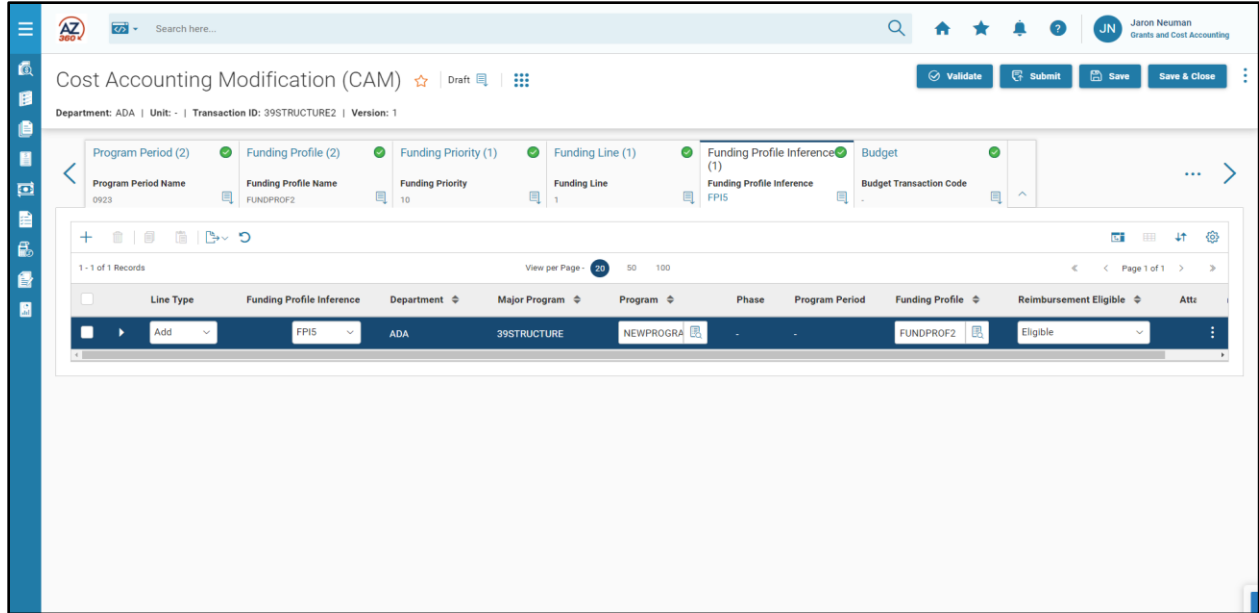 AZ
360
Search here...
?
JN
Jaron Neuman
Grants and Cost Accounting
Cost Accounting Modification (CAM)
Draft
Validate
Submit
Save
Save & Close
Department: ADA | Unit: - | Transaction ID: 39STRUCTURE2 | Version: 1
Program Period (2)
Program Period Name
0923
Funding Profile (2)
Funding Profile Name
FUNDPROF2
Funding Priority (1)
Funding Priority
10
Funding Line (1)
Funding Line
1
Funding Profile Inference
(1)
Funding Profile Inference
FPI5
Budget
Budget Transaction Code
-
...
1 - 1 of 1 Records
View per Page - 20 50 100
Page 1 of 1
Line Type Funding Profile Inference Department Major Program Program Phase Program Period Funding Profile Reimbursement Eligible Atta
Add FPI5 ADA 39STRUCTURE NEWPROGRA - - FUNDPROF2 Eligible